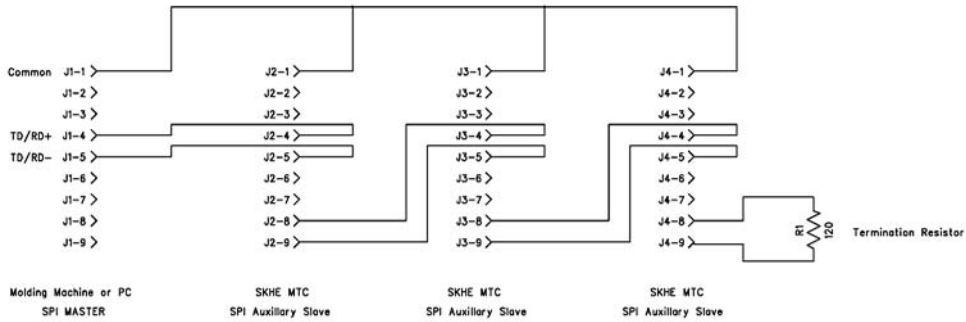 Common J1-1 J2-1 J3-1 J4-1
J1-2 J2-2 J3-2 J4-2
J1-3 J2-3 J3-3 J4-3
TD/RD+ J1-4 J2-4 J3-4 J4-4
TD/RD- J1-5 J2-5 J3-5 J4-5
J1-6 J2-6 J3-6 J4-6
J1-7 J2-7 J3-7 J4-7
J1-8 J2-8 J3-8 J4-8
J1-9 J2-9 J3-9 J4-9
R1
120
Termination Resistor
Molding Machine or PC
SPI MASTER
SKHE MTC
SPI Auxillary Slave
SKHE MTC
SPI Auxillary Slave
SKHE MTC
SPI Auxillary Slave